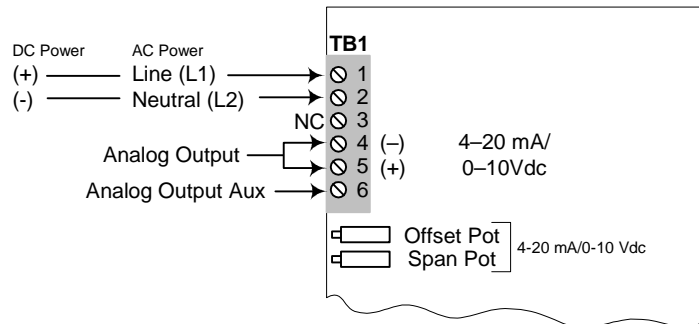 TB1
DC Power AC Power
(+) Line (L1) 1
(-) Neutral (L2) 2
NC 3
4 (–) 4–20 mA/
Analog Output
5 (+) 0–10Vdc
Analog Output Aux 6
Offset Pot
4-20 mA/0-10 Vdc
Span Pot